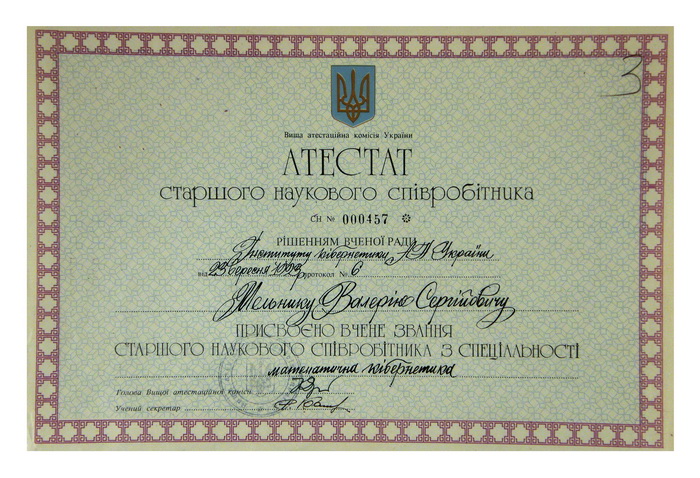 3
Вища атестаційна комісія України
АТЕСТАТ
СТАРШОГО НАУКОВОГО СПІВРОБІТНИКА
СН № 000457 *
РІШЕННЯМ ВЧЕНОЇ РАДИ
Інституту кібернетики АН України
від 23 вересня протокол № 6
Мельнику Валерію Сергійовичу
ПРИСВОЄНО ВЧЕНЕ ЗВАННЯ
СТАРШОГО НАУКОВОГО СПІВРОБІТНИКА З СПЕЦІАЛЬНОСТІ
математична кібернетика
Голова Вищої атестаційної комісії
Учений секретар